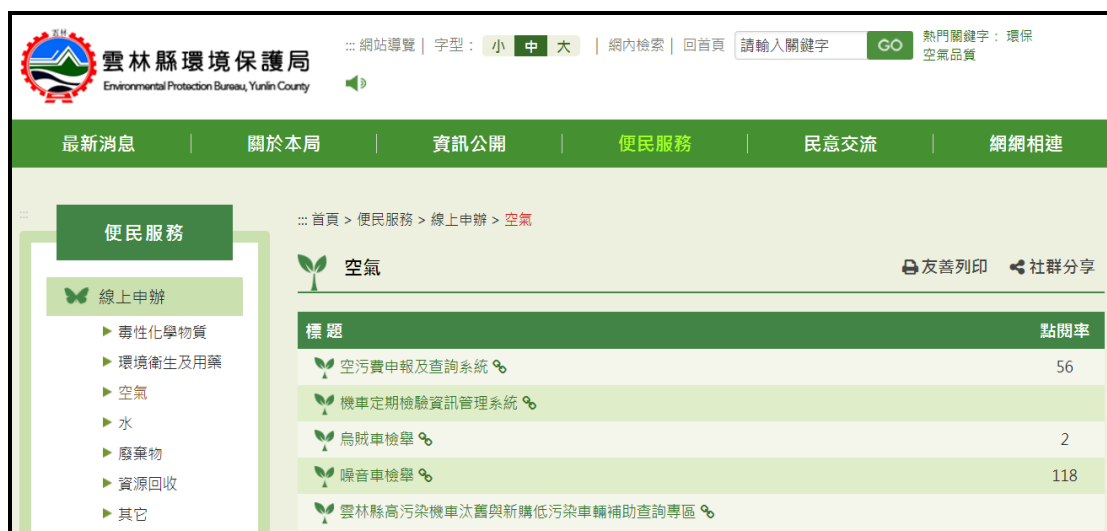 雲林
雲林縣環境保護局
Environmental Protection Bureau, Yunlin County
::: 網站導覽 | 字型： 小 中 大 | 網內檢索 | 回首頁 請輸入關鍵字 GO 熱門關鍵字： 環保
空氣品質
最新消息 關於本局 資訊公開 便民服務 民意交流 網網相連
:::
便民服務
線上申辦
毒性化學物質
環境衛生及用藥
空氣
水
廢棄物
資源回收
其它
::: 首頁 > 便民服務 > 線上申辦 > 空氣
空氣 友善列印 社群分享
標題 點閱率
空污費申報及查詢系統 56
機車定期檢驗資訊管理系統
烏賊車檢舉 2
噪音車檢舉 118
雲林縣高污染機車汰舊與新購低污染車輛補助查詢專區